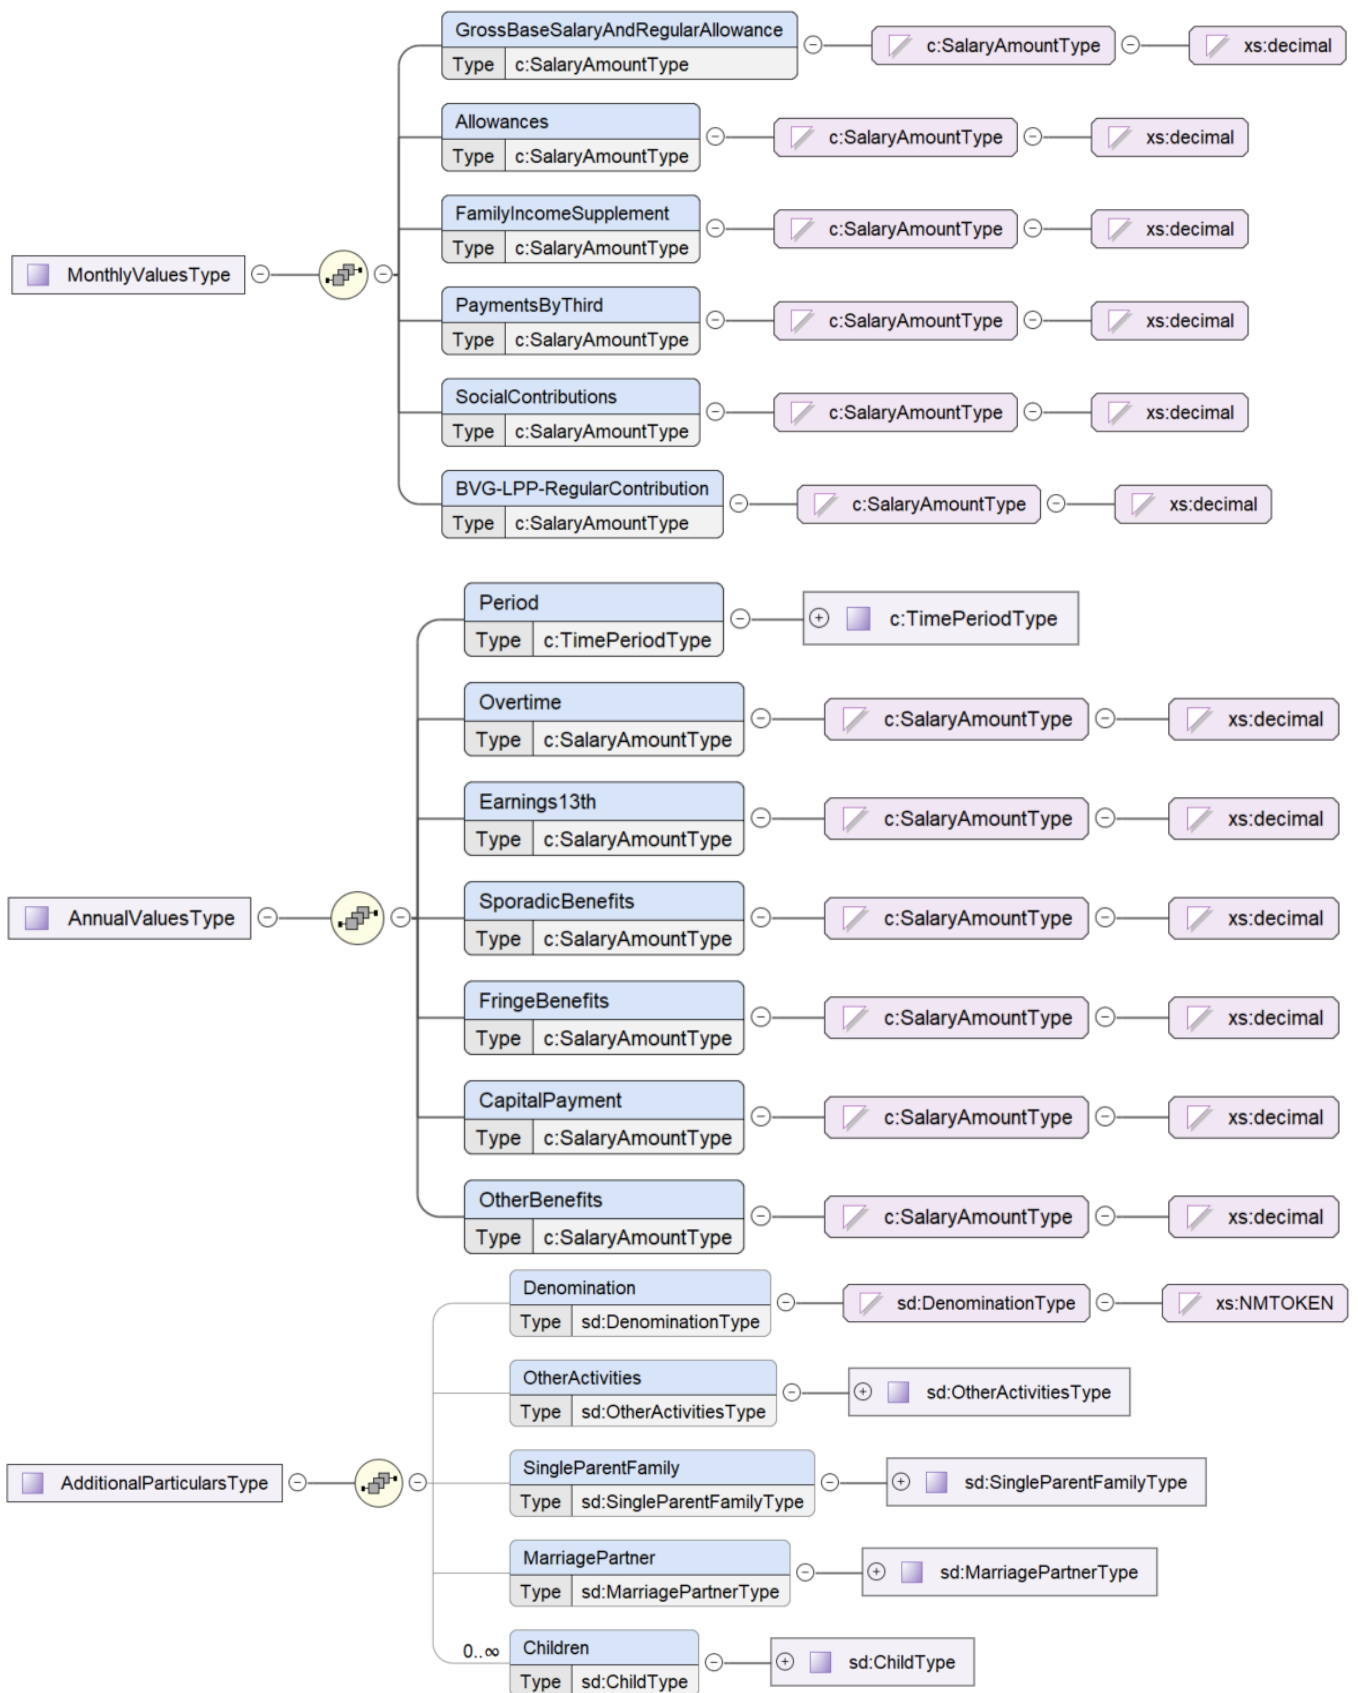 GrossBaseSalaryAndRegularAllowance
Type c:SalaryAmountType
c:SalaryAmountType
xs:decimal
Allowances
Type c:SalaryAmountType
c:SalaryAmountType
xs:decimal
FamilyIncomeSupplement
Type c:SalaryAmountType
c:SalaryAmountType
xs:decimal
MonthlyValuesType
PaymentsByThird
Type c:SalaryAmountType
c:SalaryAmountType
xs:decimal
SocialContributions
Type c:SalaryAmountType
c:SalaryAmountType
xs:decimal
BVG-LPP-RegularContribution
Type c:SalaryAmountType
c:SalaryAmountType
xs:decimal
Period
Type c:TimePeriodType
c:TimePeriodType
Overtime
Type c:SalaryAmountType
c:SalaryAmountType
xs:decimal
Earnings13th
Type c:SalaryAmountType
c:SalaryAmountType
xs:decimal
AnnualValuesType
SporadicBenefits
Type c:SalaryAmountType
c:SalaryAmountType
xs:decimal
FringeBenefits
Type c:SalaryAmountType
c:SalaryAmountType
xs:decimal
CapitalPayment
Type c:SalaryAmountType
c:SalaryAmountType
xs:decimal
OtherBenefits
Type c:SalaryAmountType
c:SalaryAmountType
xs:decimal
Denomination
Type sd:DenominationType
sd:DenominationType
xs:NMTOKEN
OtherActivities
Type sd:OtherActivitiesType
sd:OtherActivitiesType
AdditionalParticularsType
SingleParentFamily
Type sd:SingleParentFamilyType
sd:SingleParentFamilyType
MarriagePartner
Type sd:MarriagePartnerType
sd:MarriagePartnerType
0..∞
Children
Type sd:ChildType
sd:ChildType